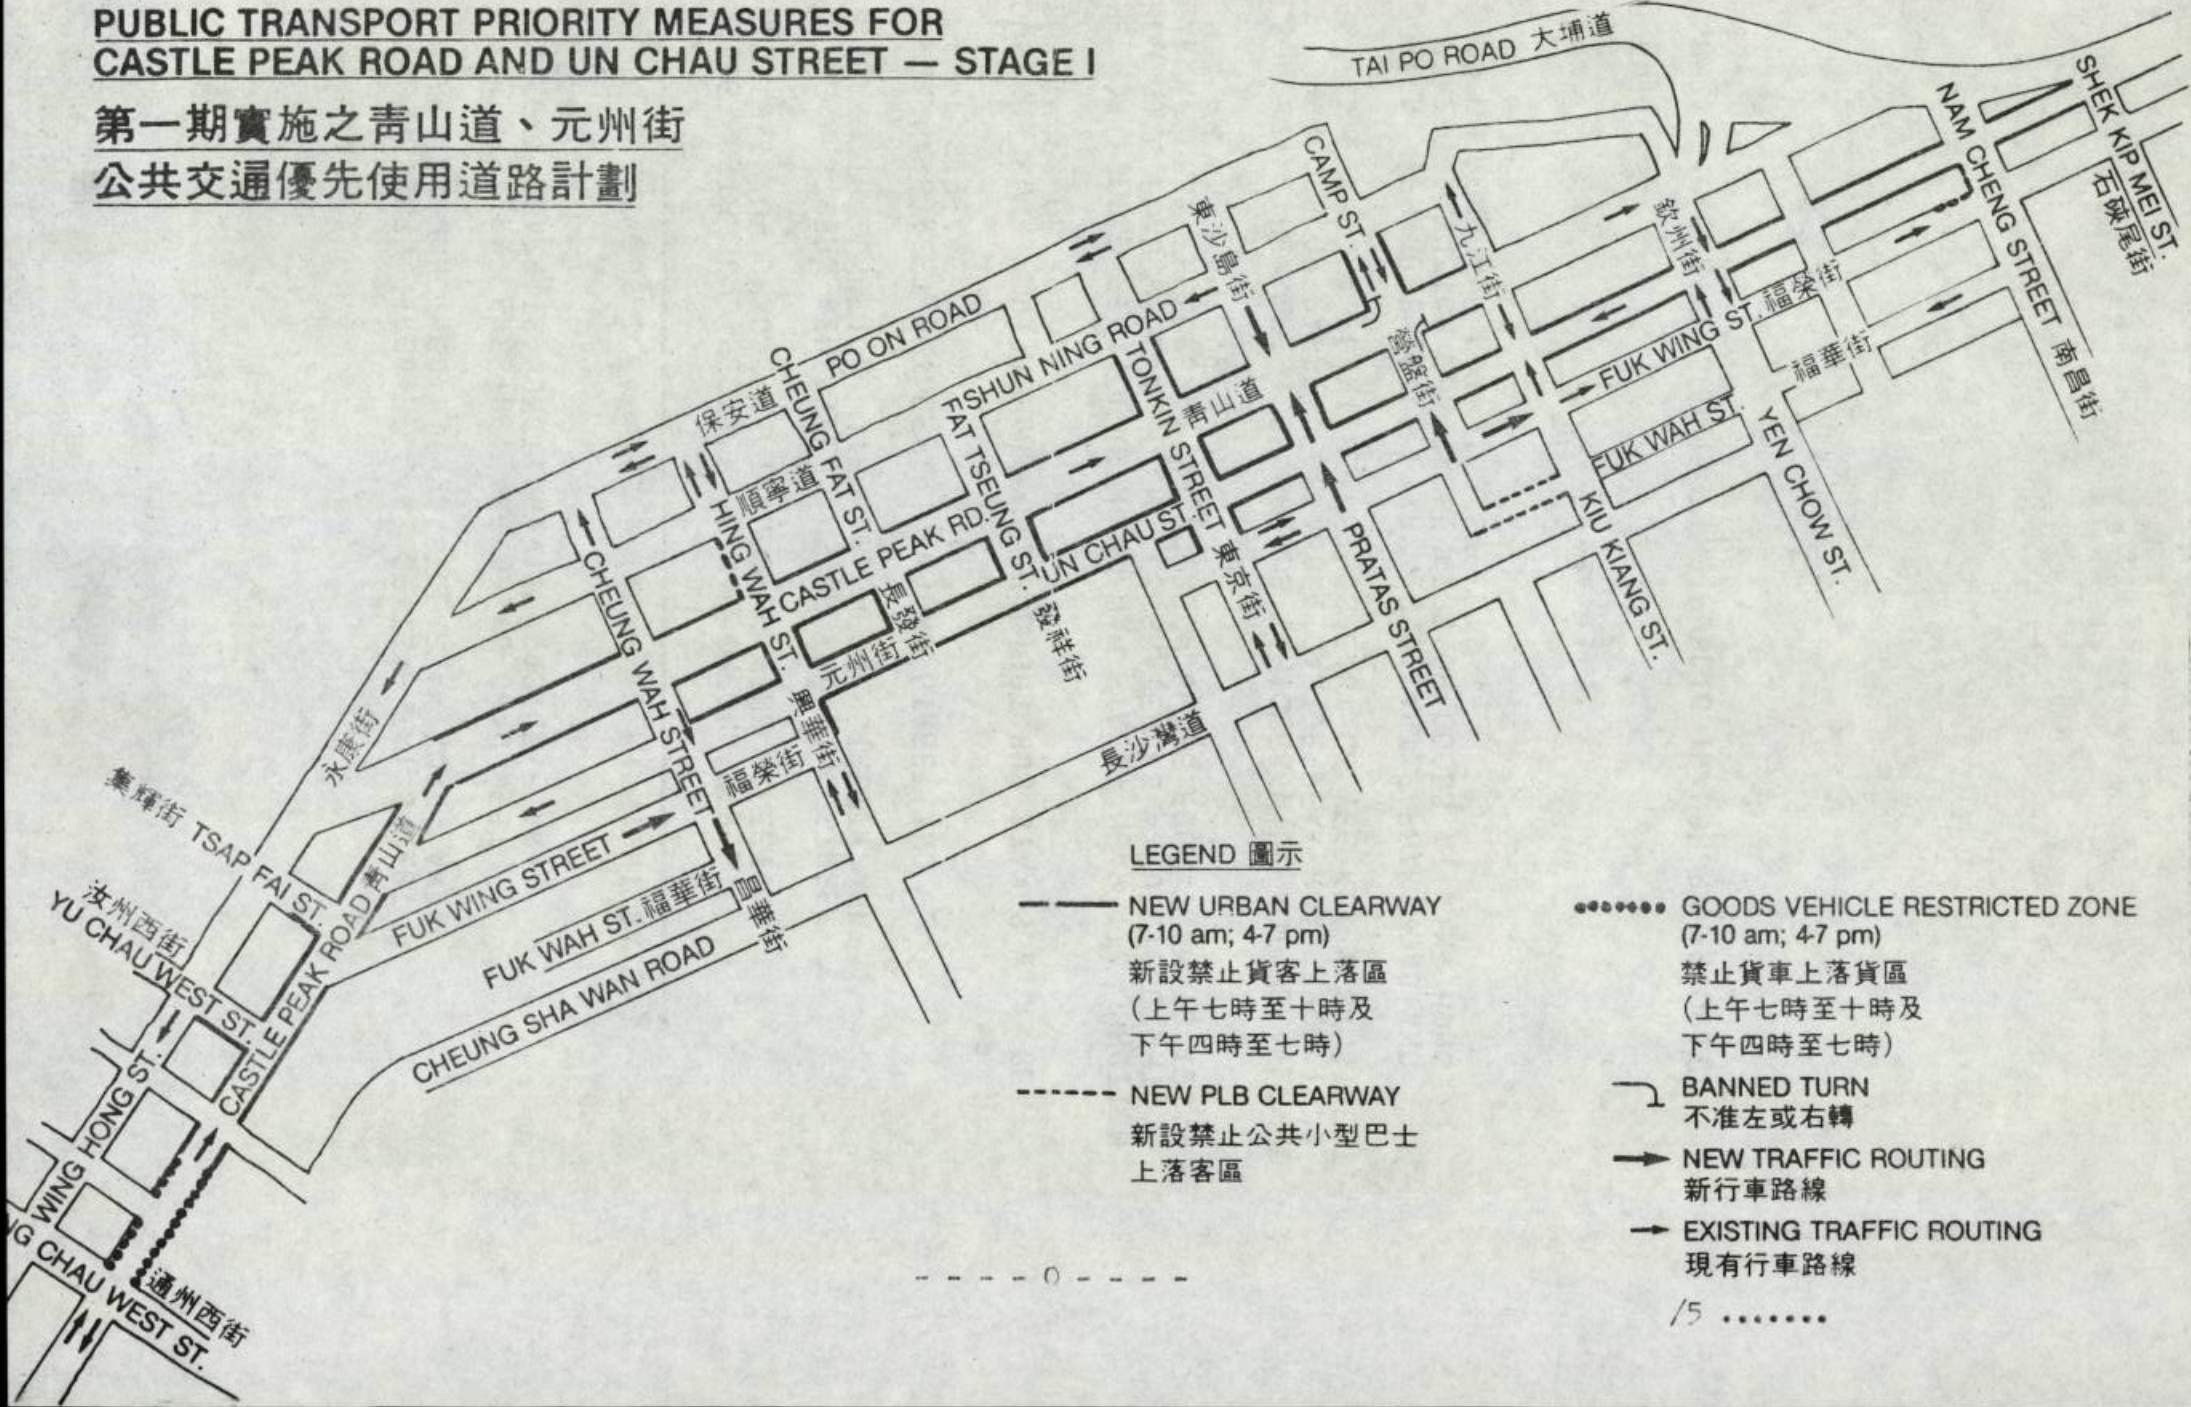 PUBLIC TRANSPORT PRIORITY MEASURES FOR
CASTLE PEAK ROAD AND UN CHAU STREET — STAGE I
第一期實施之靑山道、元州街
公共交通優先使用道路計劃
TAI PO ROAD 大埔道
SHEK KIP MEI ST.
石硤尾街
NAM CHENG STREET 南昌街
CAMP ST.
營盤街
九江街
欽州街
東沙島街
PO ON ROAD
保安道
SHUN NING ROAD
順寧道
CHEUNG FAT ST.
長發街
FAT TSEUNG ST.
發祥街
TONKIN STREET 東京街
靑山道
FUK WING ST. 福榮街
福華街
FUK WAH ST.
YEN CHOW ST.
KIU KIANG ST.
PRATAS STREET
HING WAH ST.
興華街
CASTLE PEAK RD.
UN CHAU ST.
元州街
CHEUNG WAH STREET
昌華街
福榮街
長沙灣道
永康街
集輝街 TSAP FAI ST.
汝州西街
YU CHAU WEST ST.
CASTLE PEAK ROAD 靑山道
FUK WING STREET
FUK WAH ST. 福華街
CHEUNG SHA WAN ROAD
WING HONG ST.
NG CHAU WEST ST.
通州西街
LEGEND 圖示
NEW URBAN CLEARWAY
(7-10 am; 4-7 pm)
新設禁止貨客上落區
(上午七時至十時及
下午四時至七時)
NEW PLB CLEARWAY
新設禁止公共小型巴士
上落客區
GOODS VEHICLE RESTRICTED ZONE
(7-10 am; 4-7 pm)
禁止貨車上落貨區
(上午七時至十時及
下午四時至七時)
BANNED TURN
不准左或右轉
NEW TRAFFIC ROUTING
新行車路線
EXISTING TRAFFIC ROUTING
現有行車路線
- - - - 0 - - - -
/5 .......